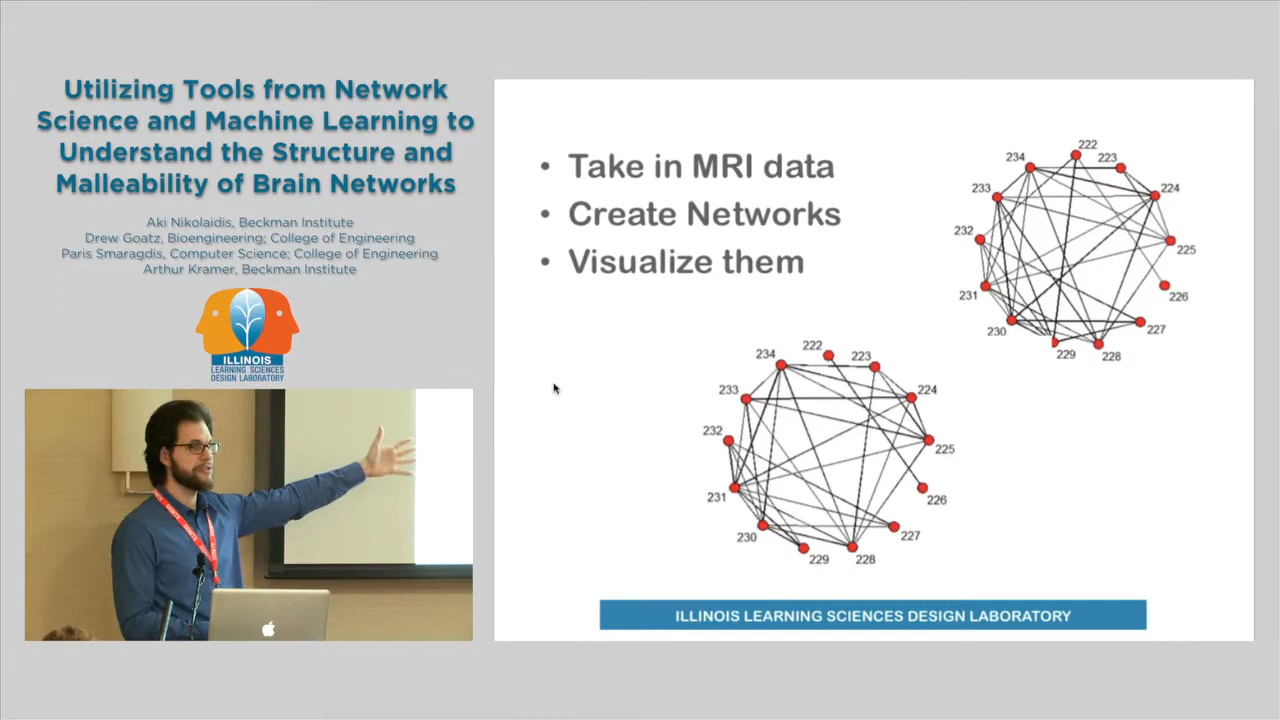 Utilizing Tools from Network
Science and Machine Learning to
Understand the Structure and
Malleability of Brain Networks
Aki Nikolaidis, Beckman Institute
Drew Goatz, Bioengineering; College of Engineering
Paris Smaragdis, Computer Science; College of Engineering
Arthur Kramer, Beckman Institute
ILLINOIS
LEARNING SCIENCES
DESIGN LABORATORY
• Take in MRI data
• Create Networks
• Visualize them
222
223
224
225
226
227
228
229
230
231
232
233
234
222
223
224
225
226
227
228
229
230
231
232
233
234
ILLINOIS LEARNING SCIENCES DESIGN LABORATORY